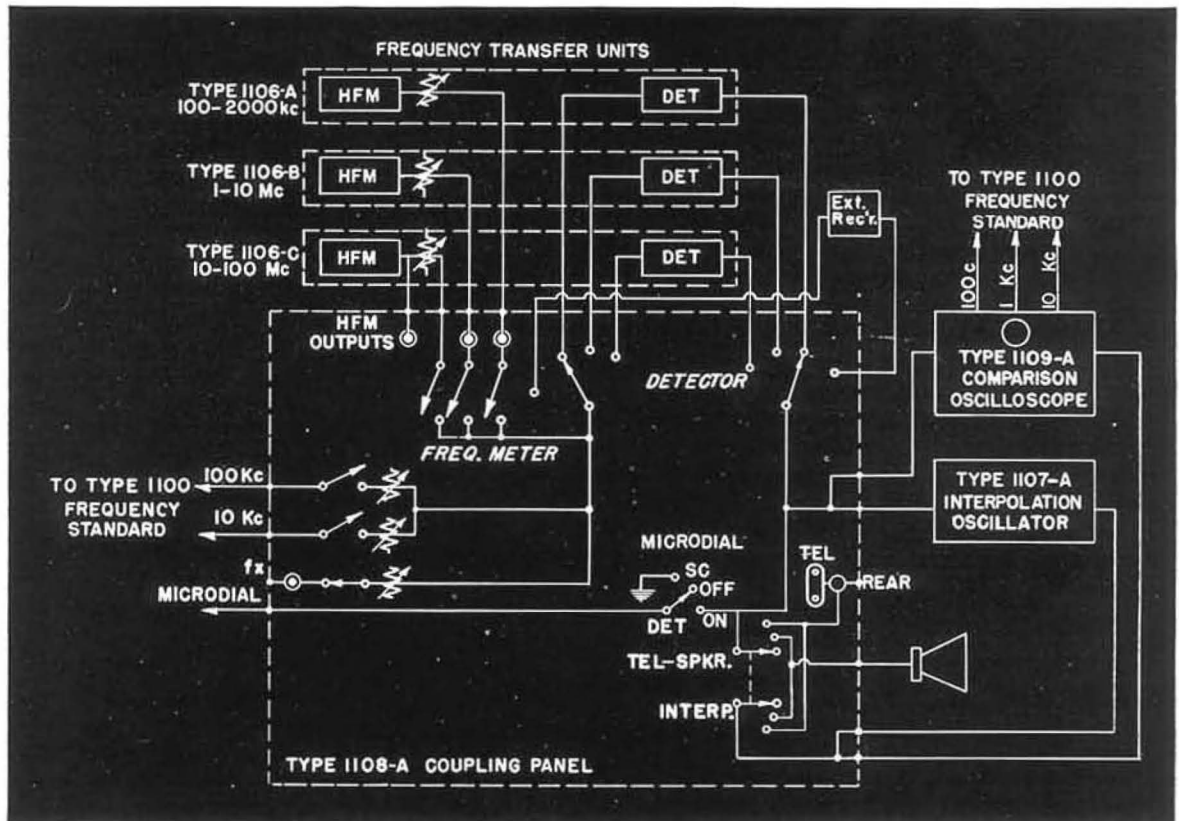 FREQUENCY TRANSFER UNITS
TYPE 1106-A
100-2000 kc
HFM
DET
TYPE 1106-B
1-10 Mc
HFM
DET
TYPE 1106-C
10-100 Mc
HFM
DET
Ext.
Rec'r.
TO TYPE 1100
FREQUENCY
STANDARD
100 c
1 Kc
10 Kc
HFM
OUTPUTS
DETECTOR
TYPE 1109-A
COMPARISON
OSCILLOSCOPE
FREQ. METER
TO TYPE 1100
FREQUENCY
STANDARD
100 Kc
10 Kc
TYPE 1107-A
INTERPOLATION
OSCILLATOR
fx
MICRODIAL
MICRODIAL
SC
OFF
ON
DET
TEL
REAR
TEL-SPKR.
INTERP.
TYPE 1108-A COUPLING PANEL